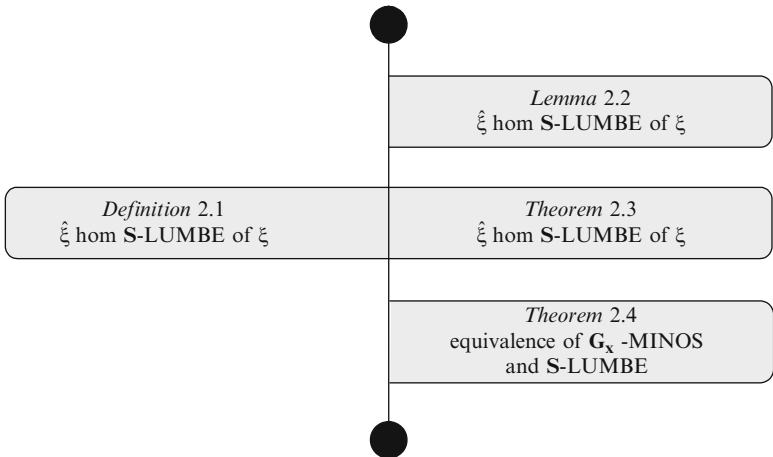 Lemma 2.2
ξ̂ hom S-LUMBE of ξ
Definition 2.1
ξ̂ hom S-LUMBE of ξ
Theorem 2.3
ξ̂ hom S-LUMBE of ξ
Theorem 2.4
equivalence of Gₓ -MINOS
and S-LUMBE